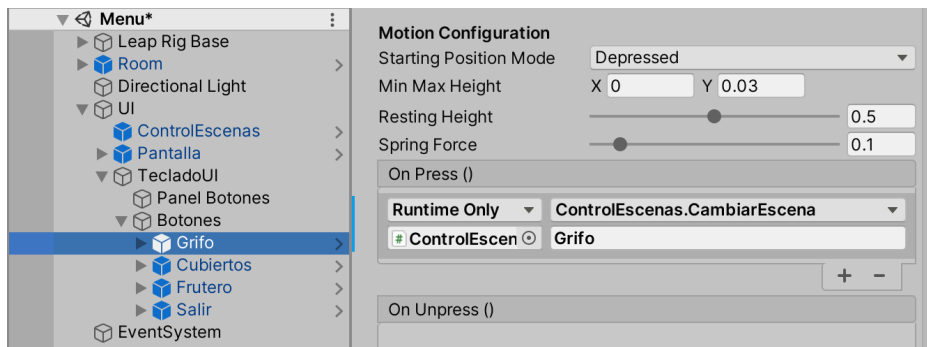 Menu*
Leap Rig Base
Room
Directional Light
UI
ControlEscenas
Pantalla
TecladoUI
Panel Botones
Botones
Grifo
Cubiertos
Frutero
Salir
EventSystem
Motion Configuration
Starting Position Mode Depressed
Min Max Height X 0 Y 0.03
Resting Height 0.5
Spring Force 0.1
On Press ()
Runtime Only ControlEscenas.CambiarEscena
# ControlEscen Grifo
+ −
On Unpress ()